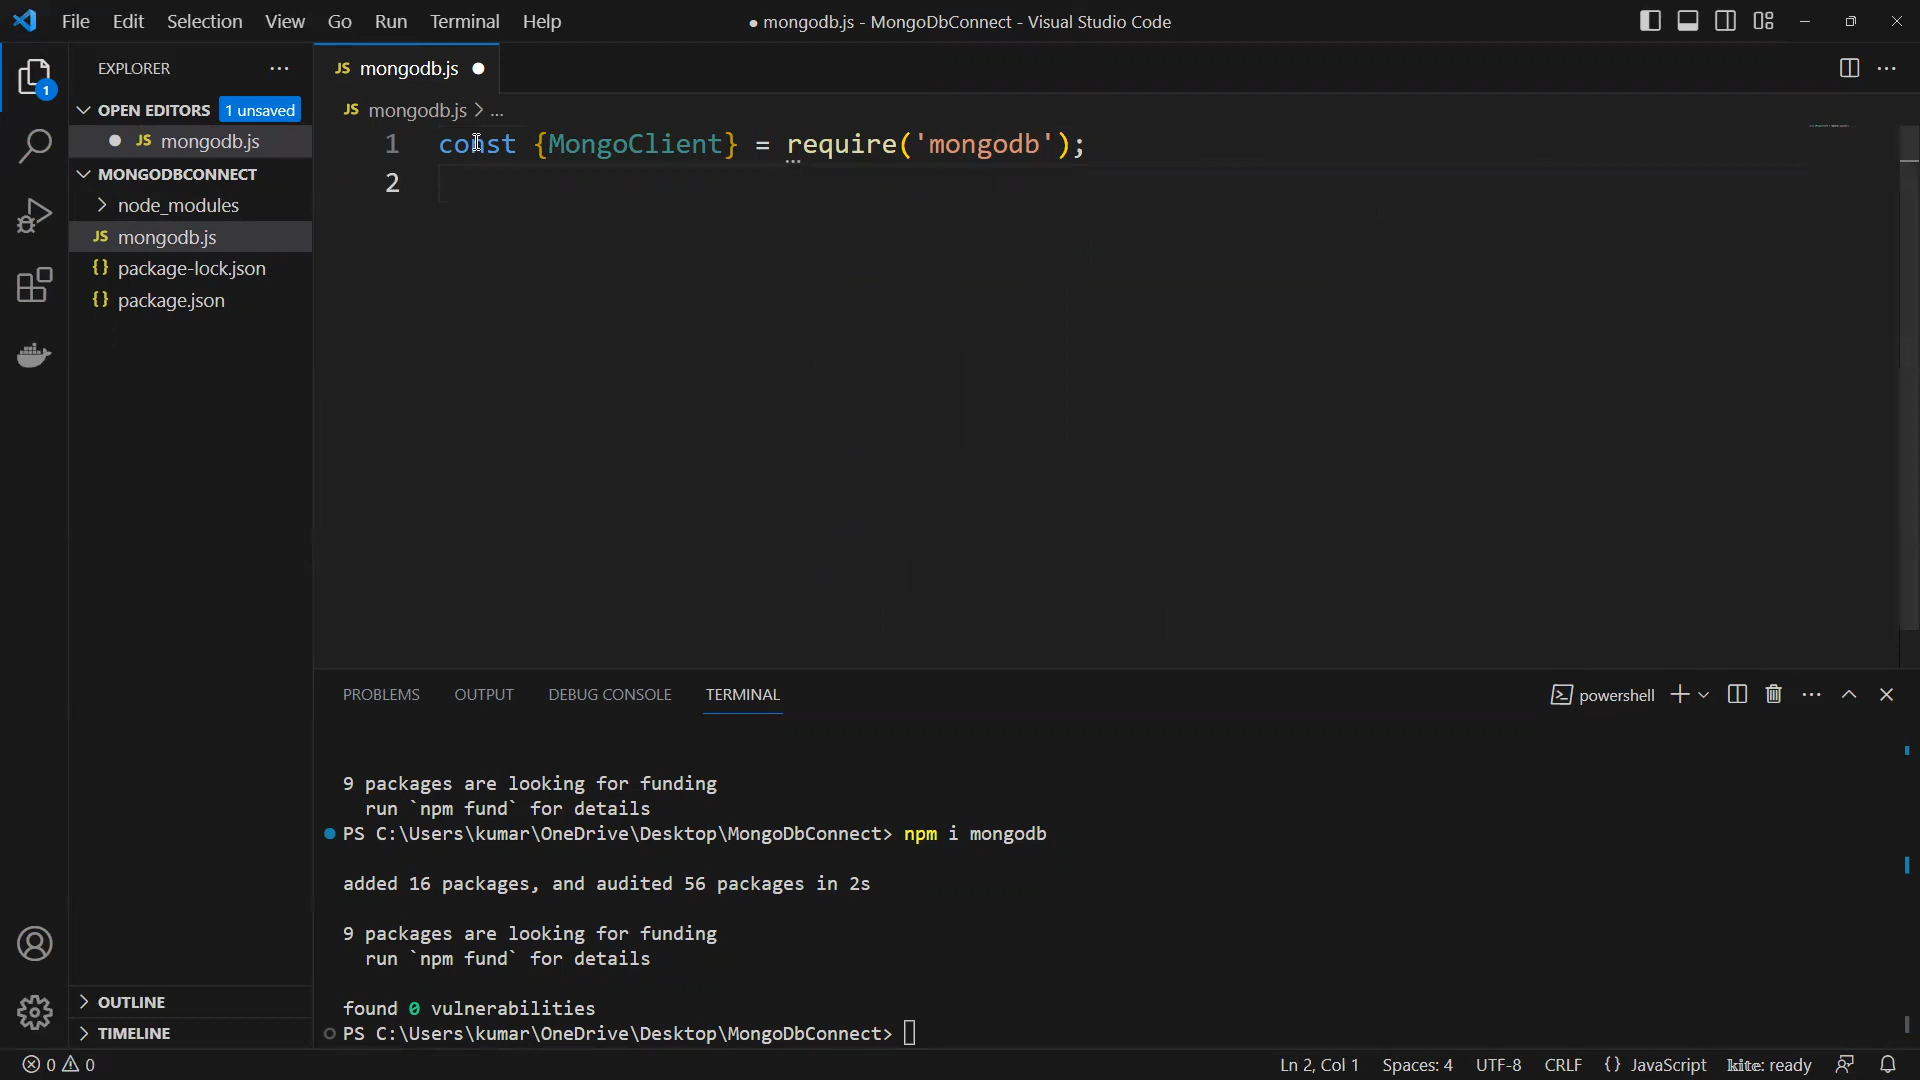 File Edit Selection View Go Run Terminal Help
● mongodb.js - MongoDbConnect - Visual Studio Code
1
EXPLORER
OPEN EDITORS 1 unsaved
JS mongodb.js
MONGODBCONNECT
node_modules
JS mongodb.js
{} package-lock.json
{} package.json
OUTLINE
TIMELINE
JS mongodb.js
JS mongodb.js > ...
1 const {MongoClient} = require('mongodb');
2
PROBLEMS OUTPUT DEBUG CONSOLE TERMINAL
powershell
9 packages are looking for funding
run `npm fund` for details
PS C:\Users\kumar\OneDrive\Desktop\MongoDbConnect> npm i mongodb
added 16 packages, and audited 56 packages in 2s
9 packages are looking for funding
run `npm fund` for details
found 0 vulnerabilities
PS C:\Users\kumar\OneDrive\Desktop\MongoDbConnect>
0 0
Ln 2, Col 1 Spaces: 4 UTF-8 CRLF {} JavaScript kite: ready